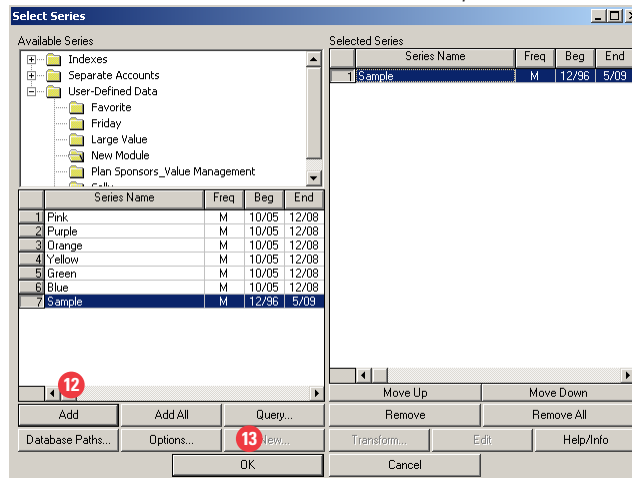 Select Series
Available Series
Indexes
Separate Accounts
User-Defined Data
Favorite
Friday
Large Value
New Module
Plan Sponsors_Value Management
Series Name Freq Beg End
1 Pink M 10/05 12/08
2 Purple M 10/05 12/08
3 Orange M 10/05 12/08
4 Yellow M 10/05 12/08
5 Green M 10/05 12/08
6 Blue M 10/05 12/08
7 Sample M 12/96 5/09
12
Add Add All Query...
Database Paths... Options... 13 New...
OK Cancel
Selected Series
Series Name Freq Beg End
1 Sample M 12/96 5/09
Move Up Move Down
Remove Remove All
Transform... Edit Help/Info